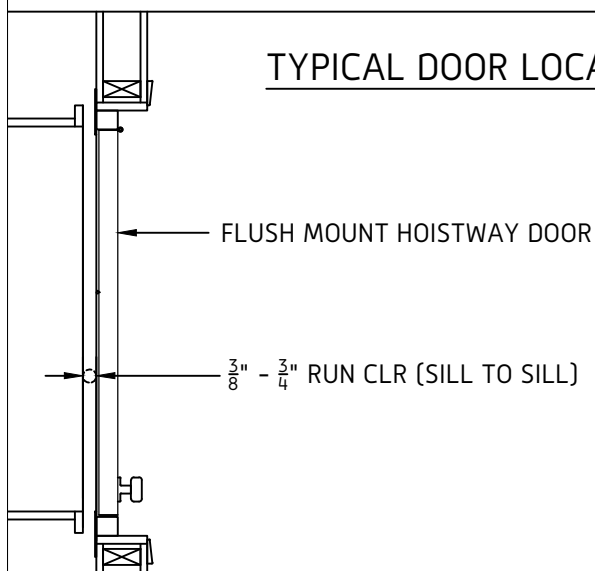 TYPICAL DOOR LOCA
FLUSH MOUNT HOISTWAY DOOR
3/8" - 3/4" RUN CLR (SILL TO SILL)